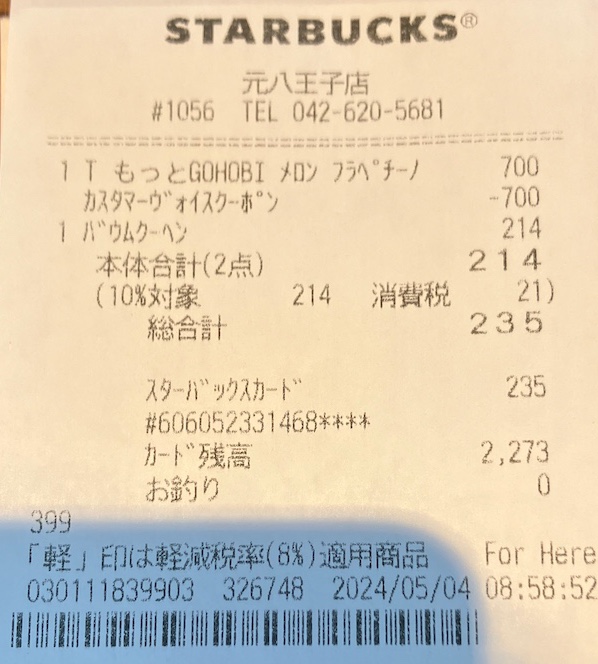 STARBUCKS®
元八王子店
#1056 TEL 042-620-5681
1 T もっとGOHOBI ﾒﾛﾝ ﾌﾗﾍﾟﾁｰﾉ 700
ｶｽﾀﾏｰｳﾞｫｲｽｸｰﾎﾟﾝ -700
1 ﾊﾞｳﾑｸｰﾍﾝ 214
本体合計(2点) 214
(10%対象 214 消費税 21)
総合計 235
ｽﾀｰﾊﾞｯｸｽｶｰﾄﾞ 235
#606052331468****
ｶｰﾄﾞ残高 2,273
お釣り 0
399
「軽」印は軽減税率(8%)適用商品 For Here
030111839903 326748 2024/05/04 08:58:52